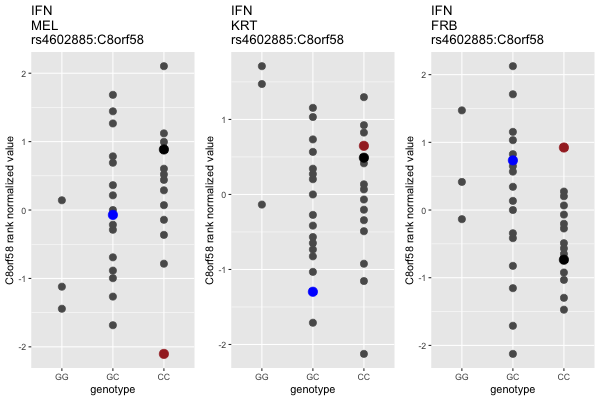 IFN
MEL
rs4602885:C8orf58
C8orf58 rank normalized value
2
1
0
-1
-2
GG GC CC
genotype
IFN
KRT
rs4602885:C8orf58
C8orf58 rank normalized value
1
0
-1
-2
GG GC CC
genotype
IFN
FRB
rs4602885:C8orf58
C8orf58 rank normalized value
2
1
0
-1
-2
GG GC CC
genotype